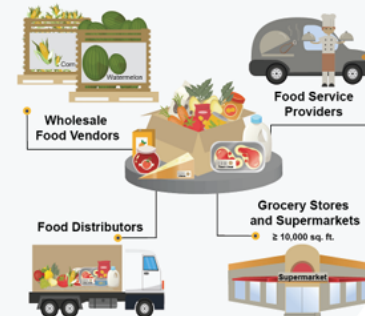 Corn
Watermelon
Wholesale
Food Vendors
Food Service
Providers
Food Distributors
Grocery Stores
and Supermarkets
≥ 10,000 sq. ft.
Supermarket